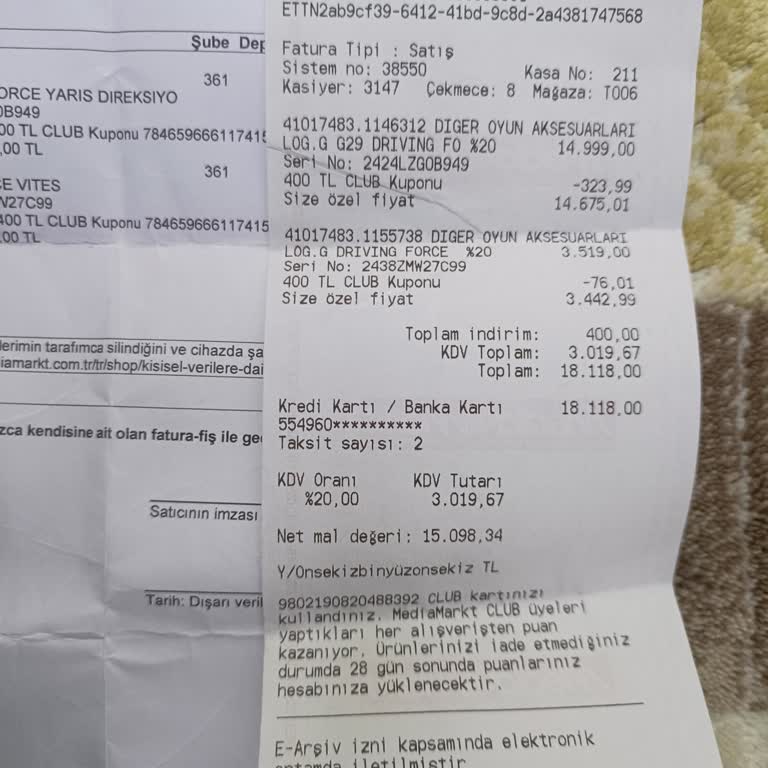 Şube Dep
361
ORCE YARIS DIREKSIYO
0B949
00 TL CLUB Kuponu 784659666117415
,00 TL
361
E VITES
W27C99
400 TL CLUB Kuponu 784659666117415
00 TL
lerimin tarafımca silindiğini ve cihazda şa
iamarkt.com.tr/tr/shop/kisisel-verilere-dai
zca kendisine ait olan fatura-fiş ile ge
Satıcının imzası
Tarih: Dışarı veril
ETTN2ab9cf39-6412-41bd-9c8d-2a4381747568
Fatura Tipi : Satış
Sistem no: 38550 Kasa No: 211
Kasiyer: 3147 Çekmece: 8 Mağaza: T006
41017483.1146312 DIGER OYUN AKSESUARLARI
LOG.G G29 DRIVING FO %20 14.999,00
Seri No: 2424LZG0B949
400 TL CLUB Kuponu -323,99
Size özel fiyat 14.675,01
41017483.1155738 DIGER OYUN AKSESUARLARI
LOG.G DRIVING FORCE %20 3.519,00
Seri No: 2438ZMW27C99
400 TL CLUB Kuponu -76,01
Size özel fiyat 3.442,99
Toplam indirim: 400,00
KDV Toplam: 3.019,67
Toplam: 18.118,00
Kredi Kartı / Banka Kartı 18.118,00
554960**********
Taksit sayısı: 2
KDV Oranı KDV Tutarı
%20,00 3.019,67
Net mal değeri: 15.098,34
Y/Onsekizbinyüzonsekiz TL
9802190820488392 CLUB kartınızı
kullandınız. MediaMarkt CLUB üyeleri
yaptıkları her alışverişten puan
kazanıyor. Ürünlerinizi iade etmediğiniz
durumda 28 gün sonunda puanlarınız
hesabınıza yüklenecektir.
E-Arşiv izni kapsamında elektronik
ortamda iletilmiştir